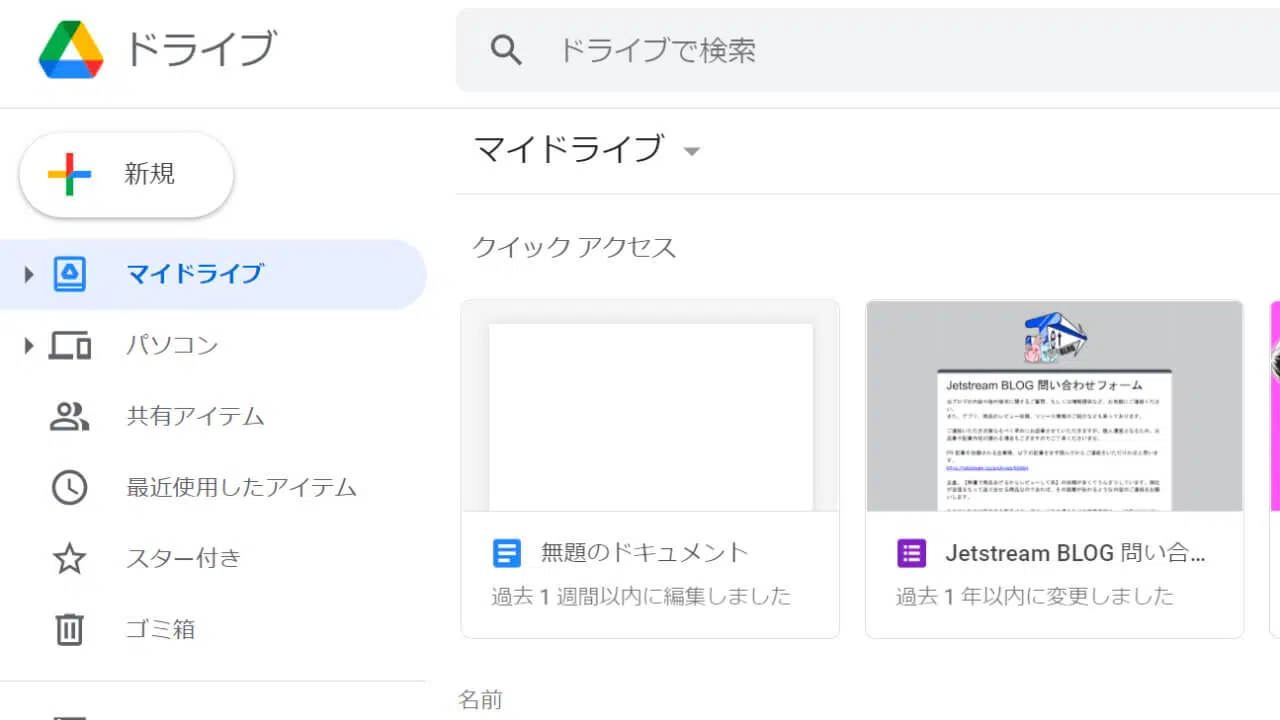 ドライブ
ドライブで検索
新規
マイドライブ
パソコン
共有アイテム
最近使用したアイテム
スター付き
ゴミ箱
マイドライブ
クイック アクセス
Jetstream BLOG 問い合わせフォーム
無題のドキュメント
過去 1 週間以内に編集しました
Jetstream BLOG 問い合...
過去 1 年以内に変更しました
名前